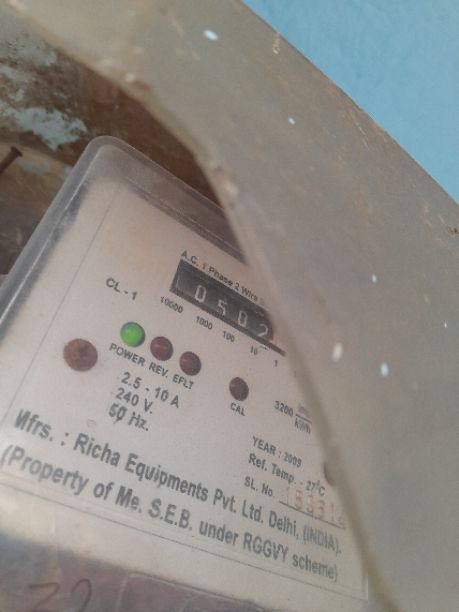 A.C. 1 Phase 2 Wire
CL - 1
0502
10000 1000 100 10 1
POWER REV. EFLT
CAL
2.5 - 10 A
240 V.
50 Hz.
3200
kWh
YEAR : 2009
Ref. Temp. - 27°C
SL. No.
Mfrs. : Richa Equipments Pvt. Ltd. Delhi, (INDIA).
(Property of Me. S.E.B. under RGGVY scheme)